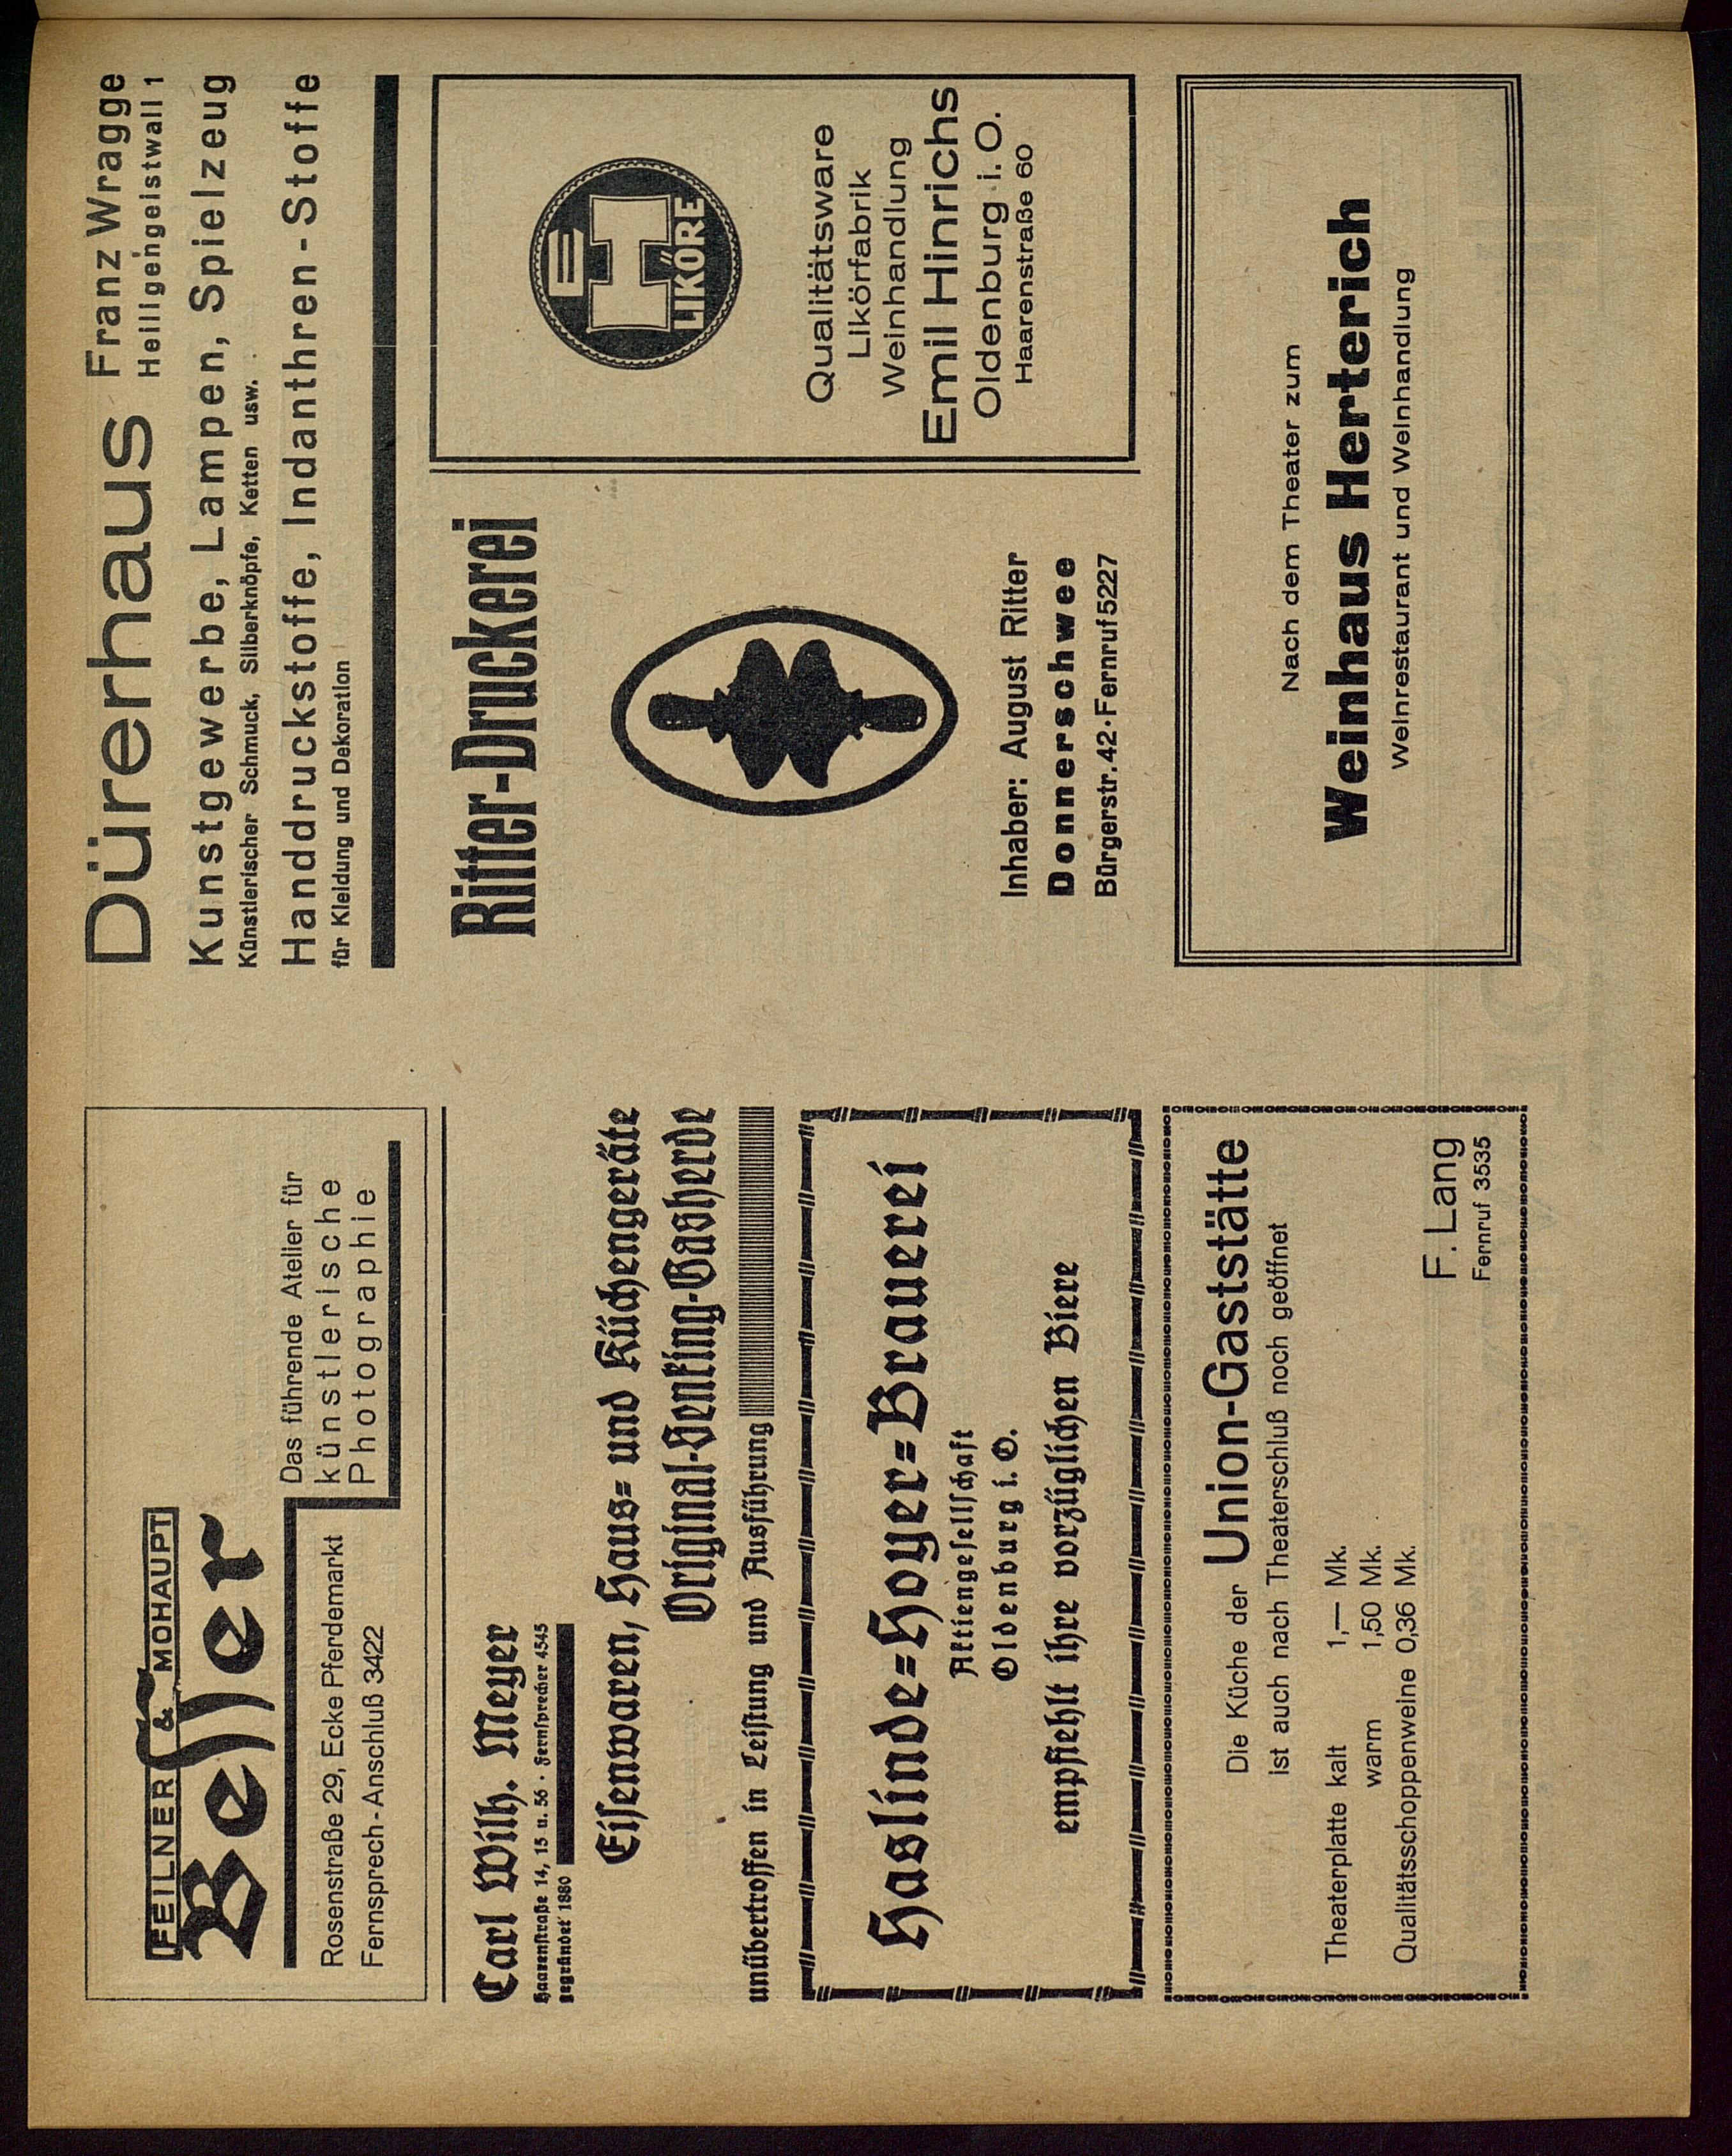 FEILNER & MOHAUPT
Besser
Das führende Atelier für
künstlerische
Photographie
Rosenstraße 29, Ecke Pferdemarkt
Fernsprech-Anschluß 3422
Carl Wilh. Meyer
Haarenstraße 14, 15 u. 56 · Fernsprecher 4545
gegründet 1880
Eisenwaren, Haus- und Küchengeräte
Original-Senking-Gasherde
unübertroffen in Leistung und Ausführung
Haslinde-Hoyer-Brauerei
Aktiengesellschaft
Oldenburg i. O.
empfiehlt ihre vorzüglichen Biere
Die Küche der Union-Gaststätte
ist auch nach Theaterschluß noch geöffnet
Theaterplatte kalt 1,— Mk.
warm 1,50 Mk.
Qualitätsschoppenweine 0,36 Mk.
F. Lang
Fernruf 3535
Dürerhaus Franz Wragge
Heiligengeistwall 1
Kunstgewerbe, Lampen, Spielzeug
Künstlerischer Schmuck, Silberknöpfe, Ketten usw.
Handdruckstoffe, Indanthren-Stoffe
für Kleidung und Dekoration
Ritter-Druckerei
Inhaber: August Ritter
Donnerschwee
Bürgerstr. 42 · Fernruf 5227
E
H
LIKÖRE
Qualitätsware
Likörfabrik
Weinhandlung
Emil Hinrichs
Oldenburg i. O.
Haarenstraße 60
Nach dem Theater zum
Weinhaus Herterich
Weinrestaurant und Weinhandlung